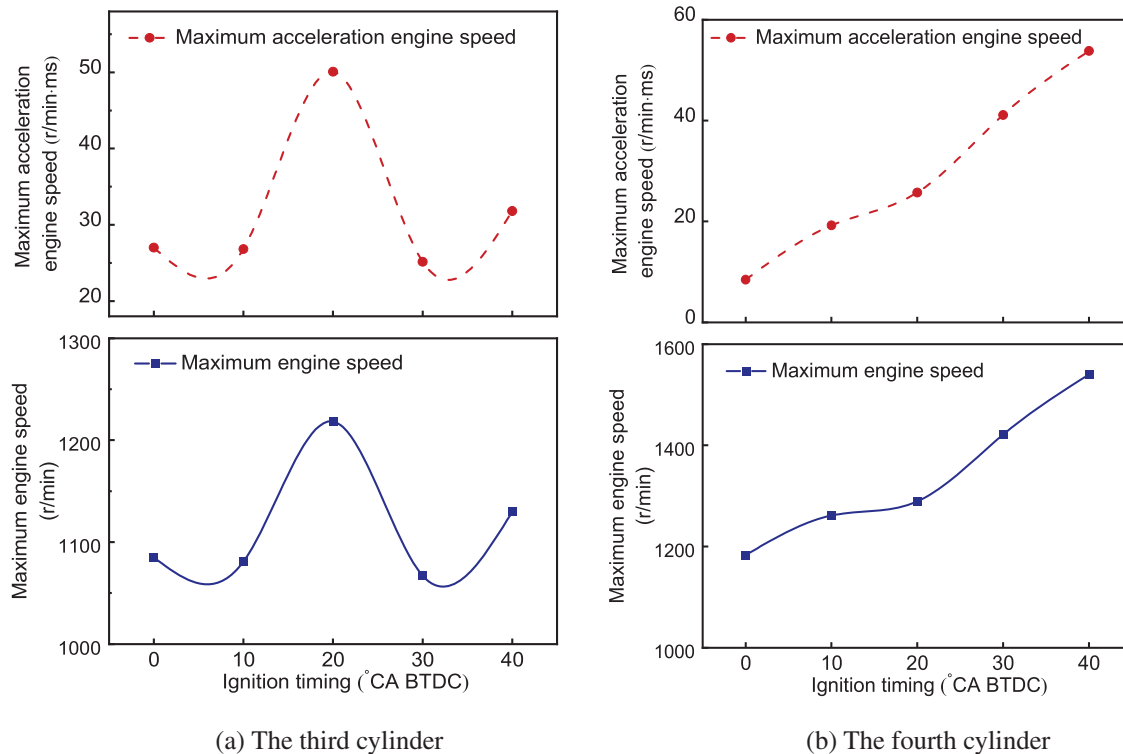 Maximum acceleration engine speed
Maximum acceleration
engine speed (r/min·ms)
50
40
30
20
Maximum engine speed
Maximum engine speed
(r/min)
1300
1200
1100
1000
0 10 20 30 40
Ignition timing (°CA BTDC)
(a) The third cylinder
Maximum acceleration engine speed
Maximum acceleration
engine speed (r/min·ms)
60
40
20
0
Maximum engine speed
Maximum engine speed
(r/min)
1600
1400
1200
1000
0 10 20 30 40
Ignition timing (°CA BTDC)
(b) The fourth cylinder